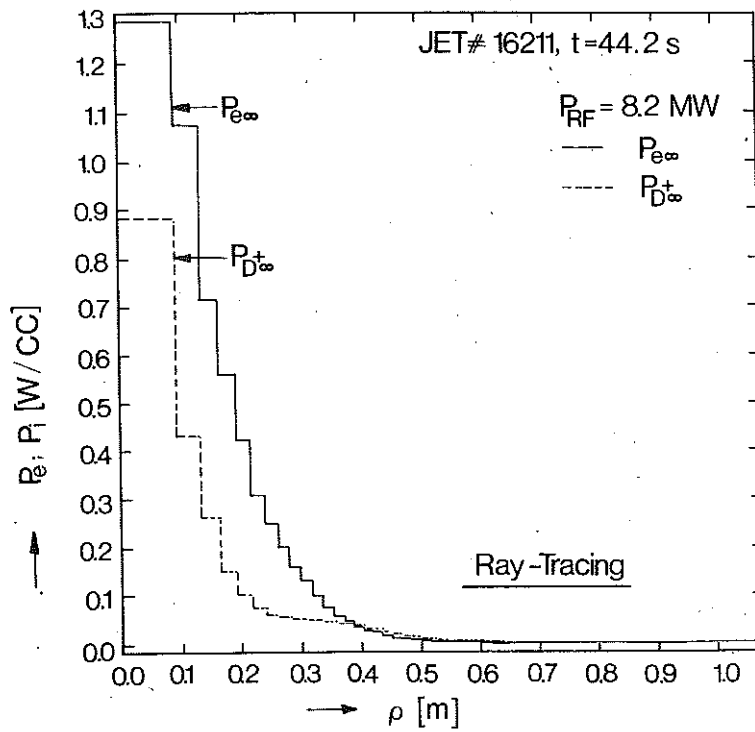 JET# 16211, t=44.2 s
P_RF = 8.2 MW
P_e∞
P_D+∞
P_e∞
P_D+∞
Ray-Tracing
P_e ; P_i [W/CC]
1.3
1.2
1.1
1.0
0.9
0.8
0.7
0.6
0.5
0.4
0.3
0.2
0.1
0.0
0.0 0.1 0.2 0.3 0.4 0.5 0.6 0.7 0.8 0.9 1.0
ρ [m]